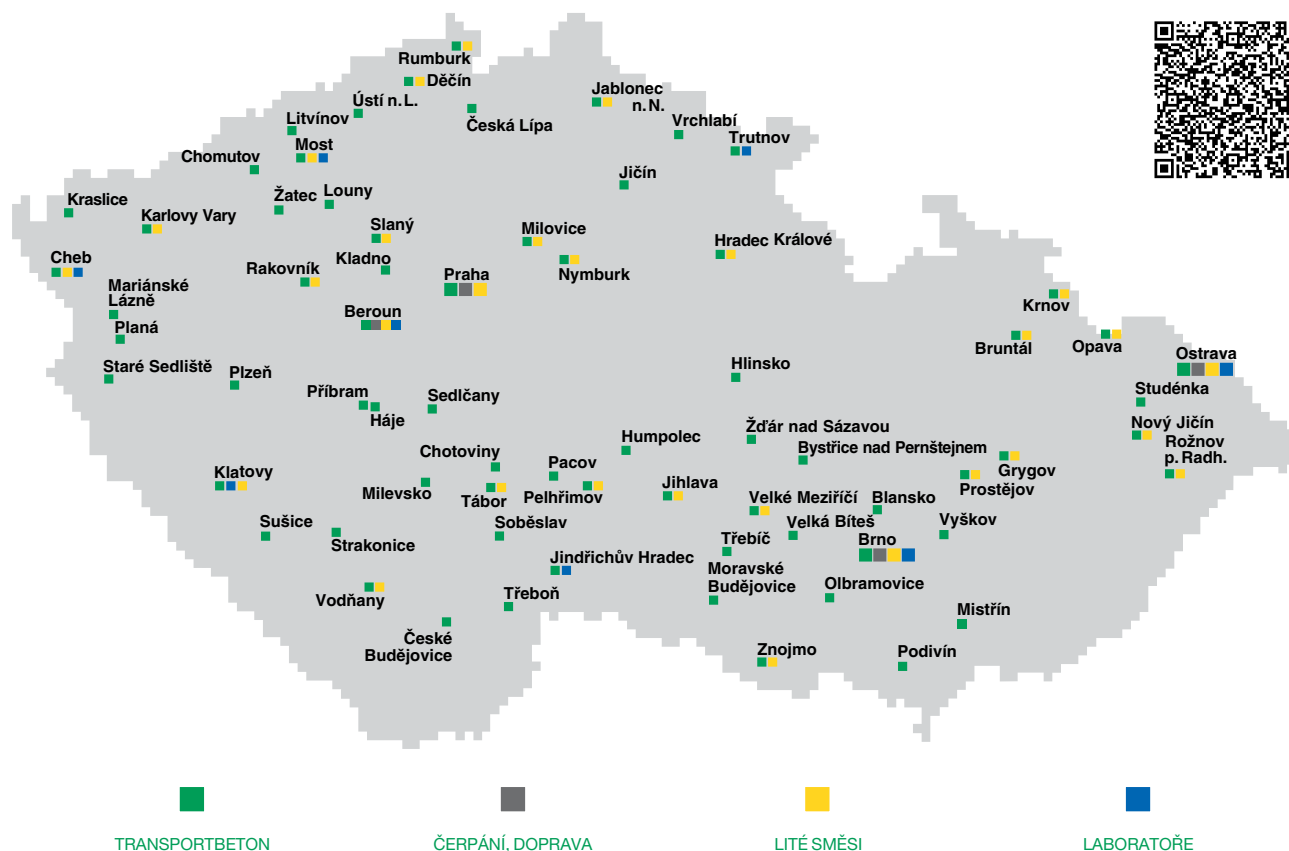 Rumburk
Děčín
Ústí n.L.
Česká Lípa
Jablonec
n.N.
Litvínov
Vrchlabí
Trutnov
Most
Chomutov
Jičín
Kraslice
Žatec
Louny
Karlovy Vary
Slaný
Milovice
Hradec Králové
Cheb
Rakovník
Kladno
Praha
Nymburk
Mariánské
Lázně
Krnov
Beroun
Planá
Bruntál
Opava
Ostrava
Staré Sedliště
Plzeň
Hlinsko
Studénka
Příbram
Háje
Sedlčany
Nový Jičín
Rožnov
p. Radh.
Žďár nad Sázavou
Humpolec
Bystřice nad Pernštejnem
Chotoviny
Pacov
Grygov
Klatovy
Milevsko
Tábor
Pelhřimov
Jihlava
Prostějov
Velké Meziříčí
Blansko
Sušice
Strakonice
Soběslav
Velká Bíteš
Vyškov
Třebíč
Brno
Jindřichův Hradec
Moravské
Budějovice
Olbramovice
Vodňany
Třeboň
Mistřín
České
Budějovice
Znojmo
Podivín
TRANSPORTBETON
ČERPÁNÍ, DOPRAVA
LITÉ SMĚSI
LABORATOŘE